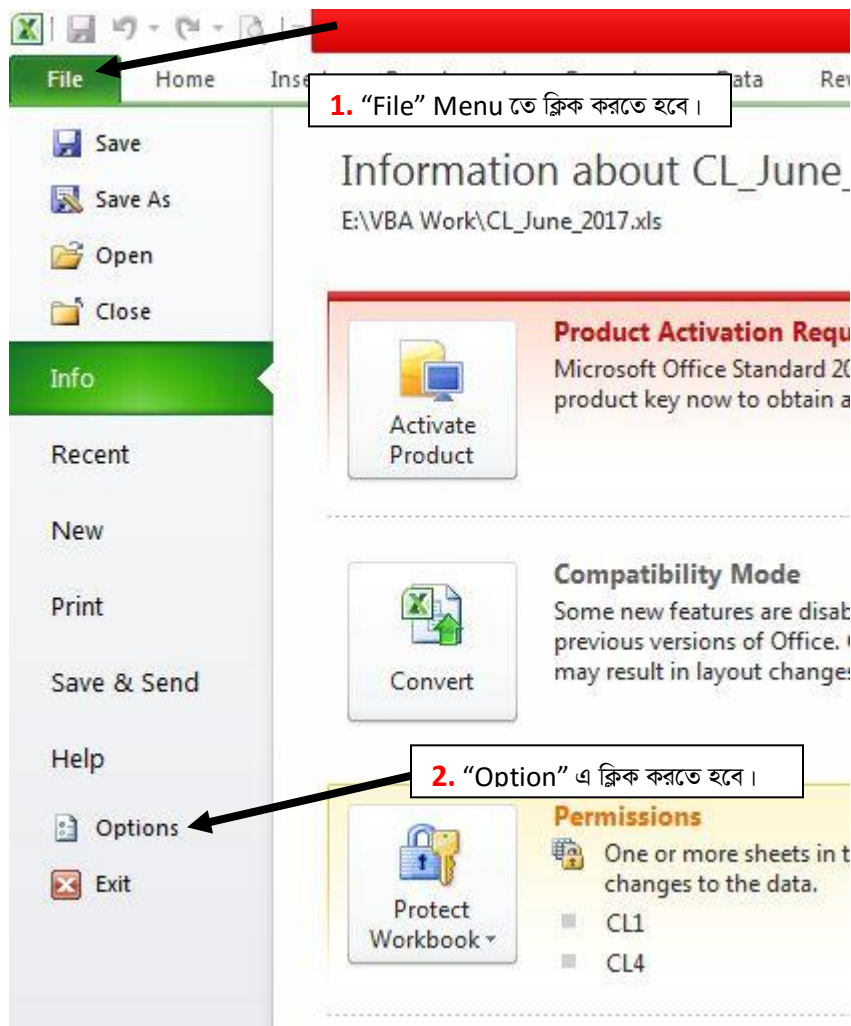 File Home Inse Data Rev
1. “File” Menu তে ক্লিক করতে হবে।
Save
Save As
Open
Close
Info
Recent
New
Print
Save & Send
Help
Options
Exit
Information about CL_June_
E:\VBA Work\CL_June_2017.xls
Activate
Product
Product Activation Requ
Microsoft Office Standard 20
product key now to obtain a
Convert
Compatibility Mode
Some new features are disab
previous versions of Office.
may result in layout changes
2. “Option” এ ক্লিক করতে হবে।
Protect
Workbook
Permissions
One or more sheets in t
changes to the data.
CL1
CL4